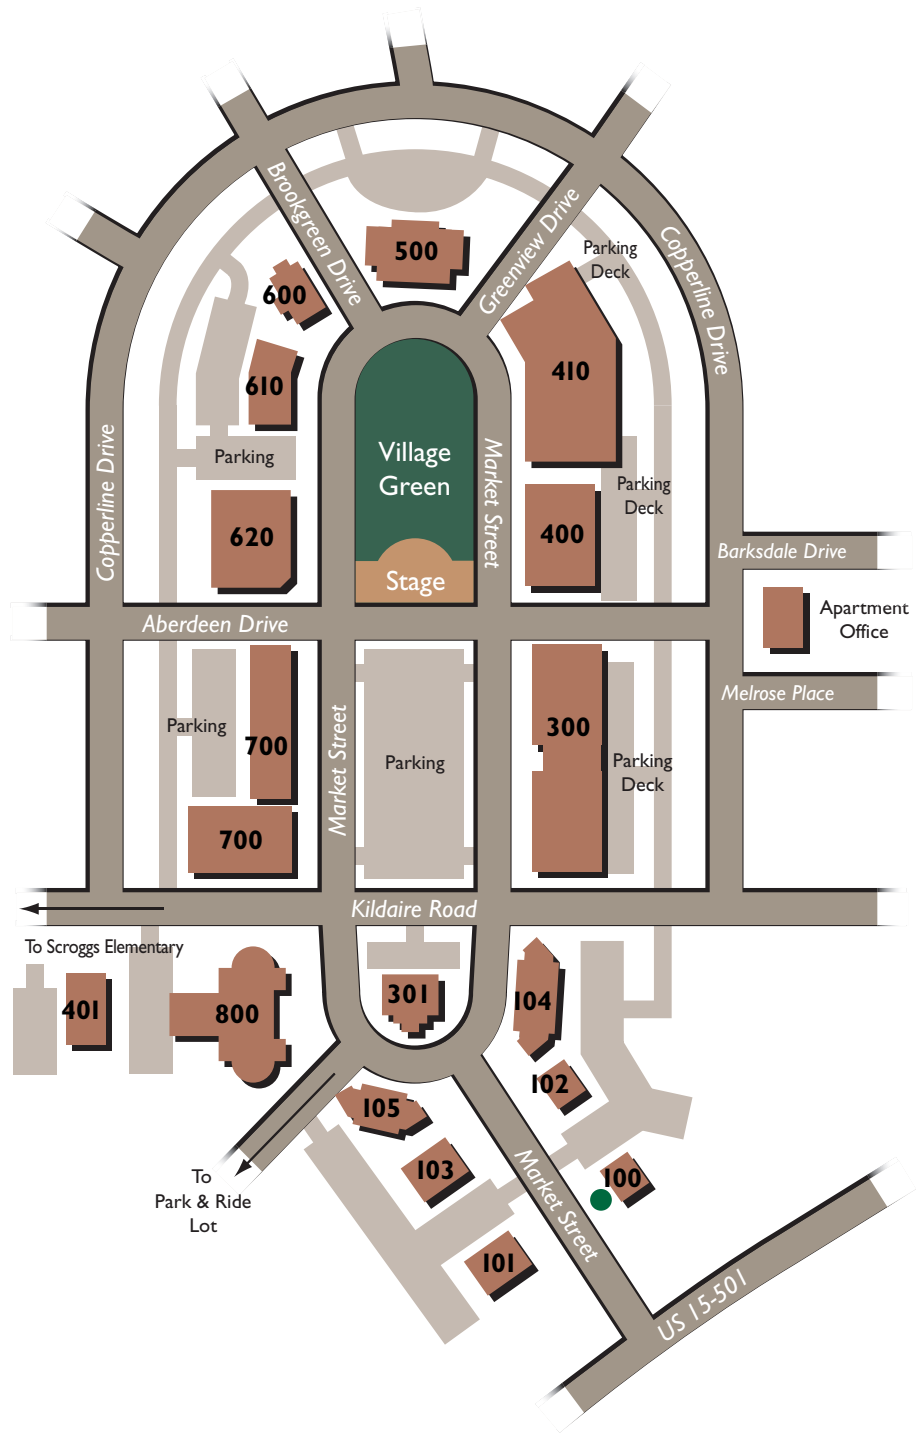 Brookgreen Drive
500
Greenview Drive
Parking
Deck
Copperline Drive
600
410
610
Village
Green
Market Street
Parking
Copperline Drive
Parking
Deck
620
400
Barksdale Drive
Stage
Apartment
Office
Aberdeen Drive
Melrose Place
Parking
700
Market Street
Parking
300
Parking
Deck
700
Kildaire Road
To Scroggs Elementary
401
800
301
104
102
105
103
100
To
Park & Ride
Lot
Market Street
101
US 15-501